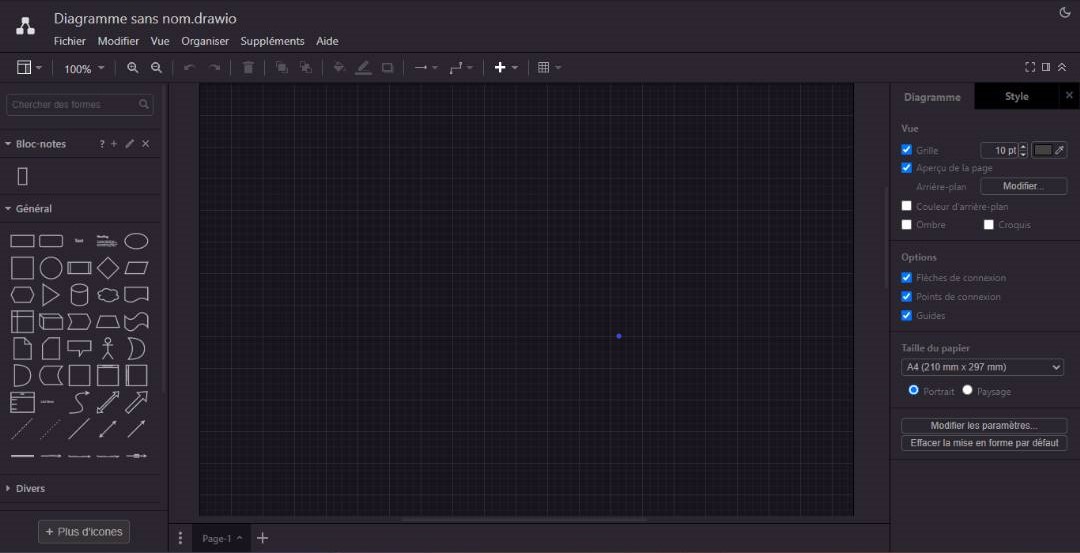 Diagramme sans nom.drawio
Fichier Modifier Vue Organiser Suppléments Aide
100%
Chercher des formes
Bloc-notes ? + ×
Général
Text
Heading
List Item
Divers
+ Plus d'icones
Page-1
Diagramme Style ×
Vue
Grille 10 pt
Aperçu de la page
Arrière-plan Modifier...
Couleur d'arrière-plan
Ombre Croquis
Options
Flèches de connexion
Points de connexion
Guides
Taille du papier
A4 (210 mm x 297 mm)
Portrait Paysage
Modifier les paramètres...
Effacer la mise en forme par défaut